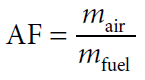 AF = m_air / m_fuel